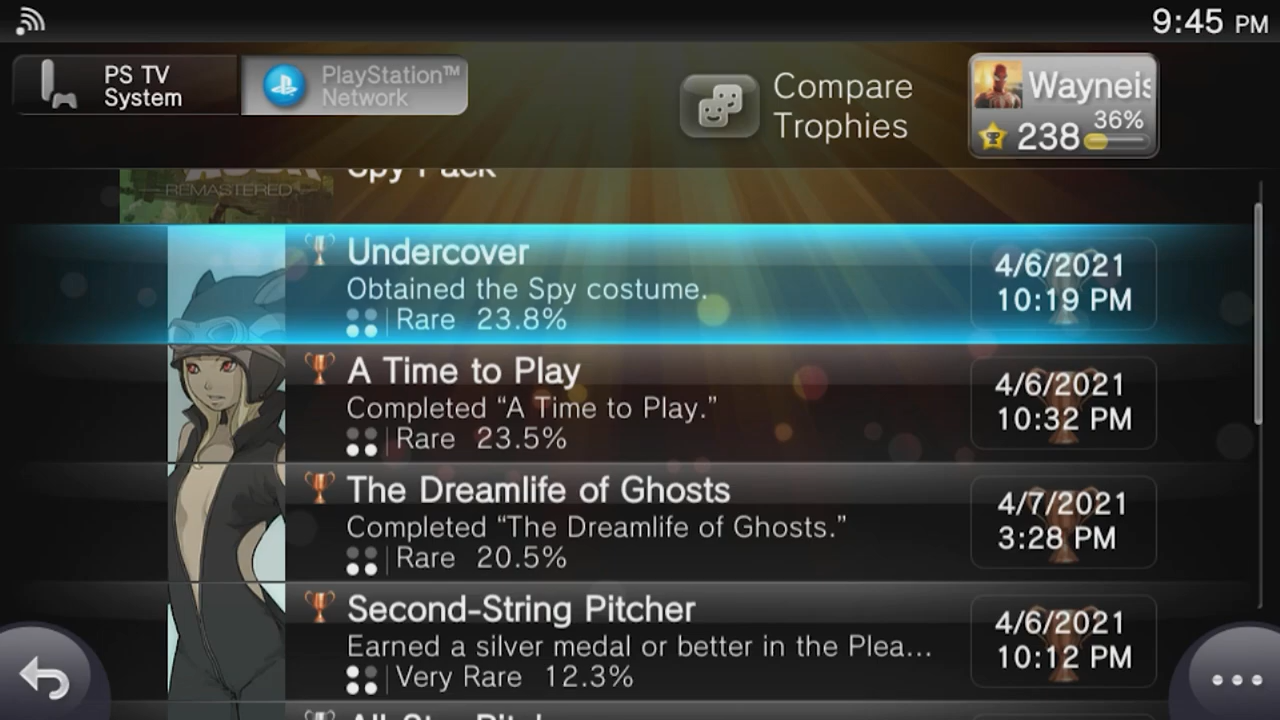 9:45 PM
PS TV
System
PlayStation™
Network
Compare
Trophies
Wayneis
36%
238
REMASTERED
Spy Pack
Undercover
Obtained the Spy costume.
Rare 23.8%
4/6/2021
10:19 PM
A Time to Play
Completed “A Time to Play.”
Rare 23.5%
4/6/2021
10:32 PM
The Dreamlife of Ghosts
Completed “The Dreamlife of Ghosts.”
Rare 20.5%
4/7/2021
3:28 PM
Second-String Pitcher
Earned a silver medal or better in the Plea...
Very Rare 12.3%
4/6/2021
10:12 PM